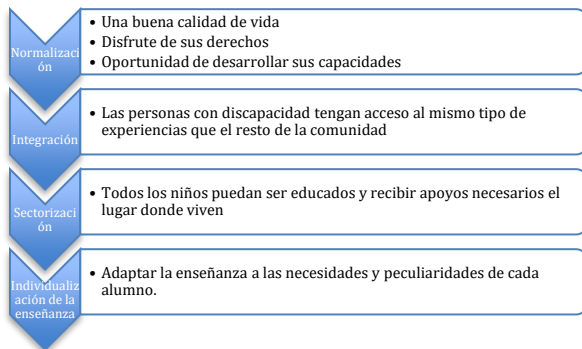 Normalizaci
ón
• Una buena calidad de vida
• Disfrute de sus derechos
• Oportunidad de desarrollar sus capacidades
Integración
• Las personas con discapacidad tengan acceso al mismo tipo de
experiencias que el resto de la comunidad
Sectorizaci
ón
• Todos los niños puedan ser educados y recibir apoyos necesarios el
lugar donde viven
Individualiz
ación de la
enseñanza
• Adaptar la enseñanza a las necesidades y peculiaridades de cada
alumno.